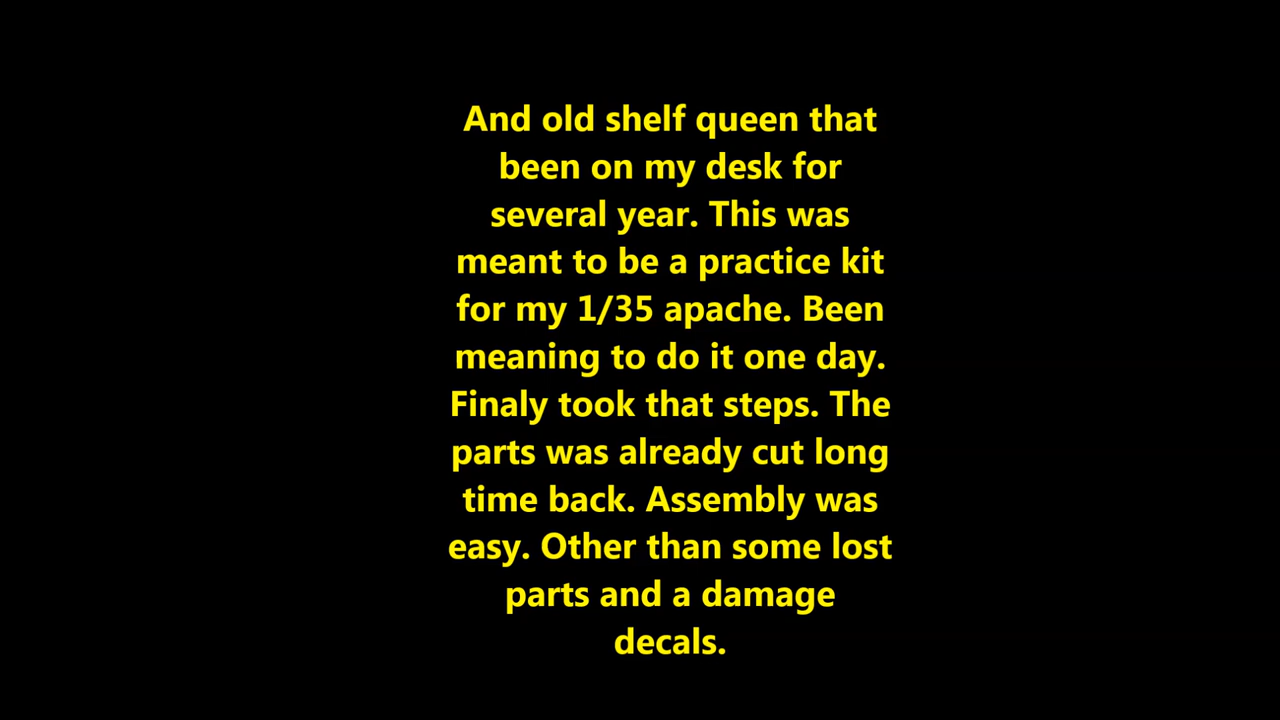 And old shelf queen that
been on my desk for
several year. This was
meant to be a practice kit
for my 1/35 apache. Been
meaning to do it one day.
Finaly took that steps. The
parts was already cut long
time back. Assembly was
easy. Other than some lost
parts and a damage
decals.